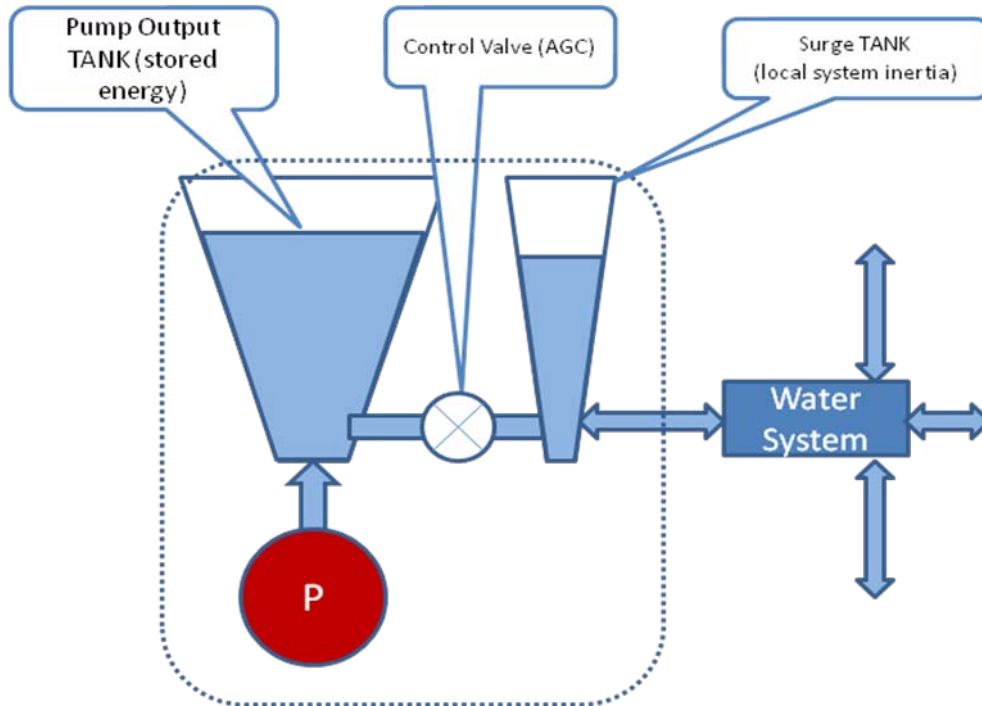 Pump Output
TANK (stored
energy)
Control Valve (AGC)
Surge TANK
(local system inertia)
Water
System
P